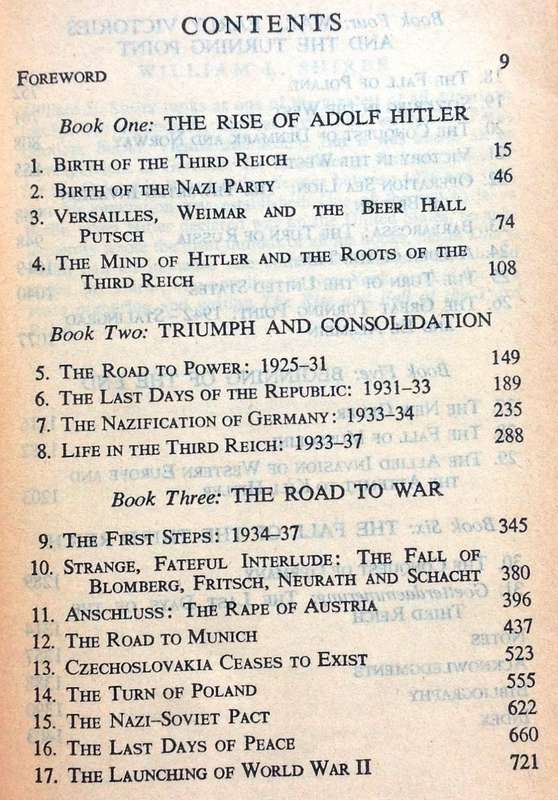 CONTENTS
FOREWORD 9
Book One: THE RISE OF ADOLF HITLER
1. BIRTH OF THE THIRD REICH 15
2. BIRTH OF THE NAZI PARTY 46
3. VERSAILLES, WEIMAR AND THE BEER HALL
PUTSCH 74
4. THE MIND OF HITLER AND THE ROOTS OF THE
THIRD REICH 108
Book Two: TRIUMPH AND CONSOLIDATION
5. THE ROAD TO POWER: 1925-31 149
6. THE LAST DAYS OF THE REPUBLIC: 1931-33 189
7. THE NAZIFICATION OF GERMANY: 1933-34 235
8. LIFE IN THE THIRD REICH: 1933-37 288
Book Three: THE ROAD TO WAR
9. THE FIRST STEPS: 1934-37 345
10. STRANGE, FATEFUL INTERLUDE: THE FALL OF
BLOMBERG, FRITSCH, NEURATH AND SCHACHT 380
11. ANSCHLUSS: THE RAPE OF AUSTRIA 396
12. THE ROAD TO MUNICH 437
13. CZECHOSLOVAKIA CEASES TO EXIST 523
14. THE TURN OF POLAND 555
15. THE NAZI–SOVIET PACT 622
16. THE LAST DAYS OF PEACE 660
17. THE LAUNCHING OF WORLD WAR II 721